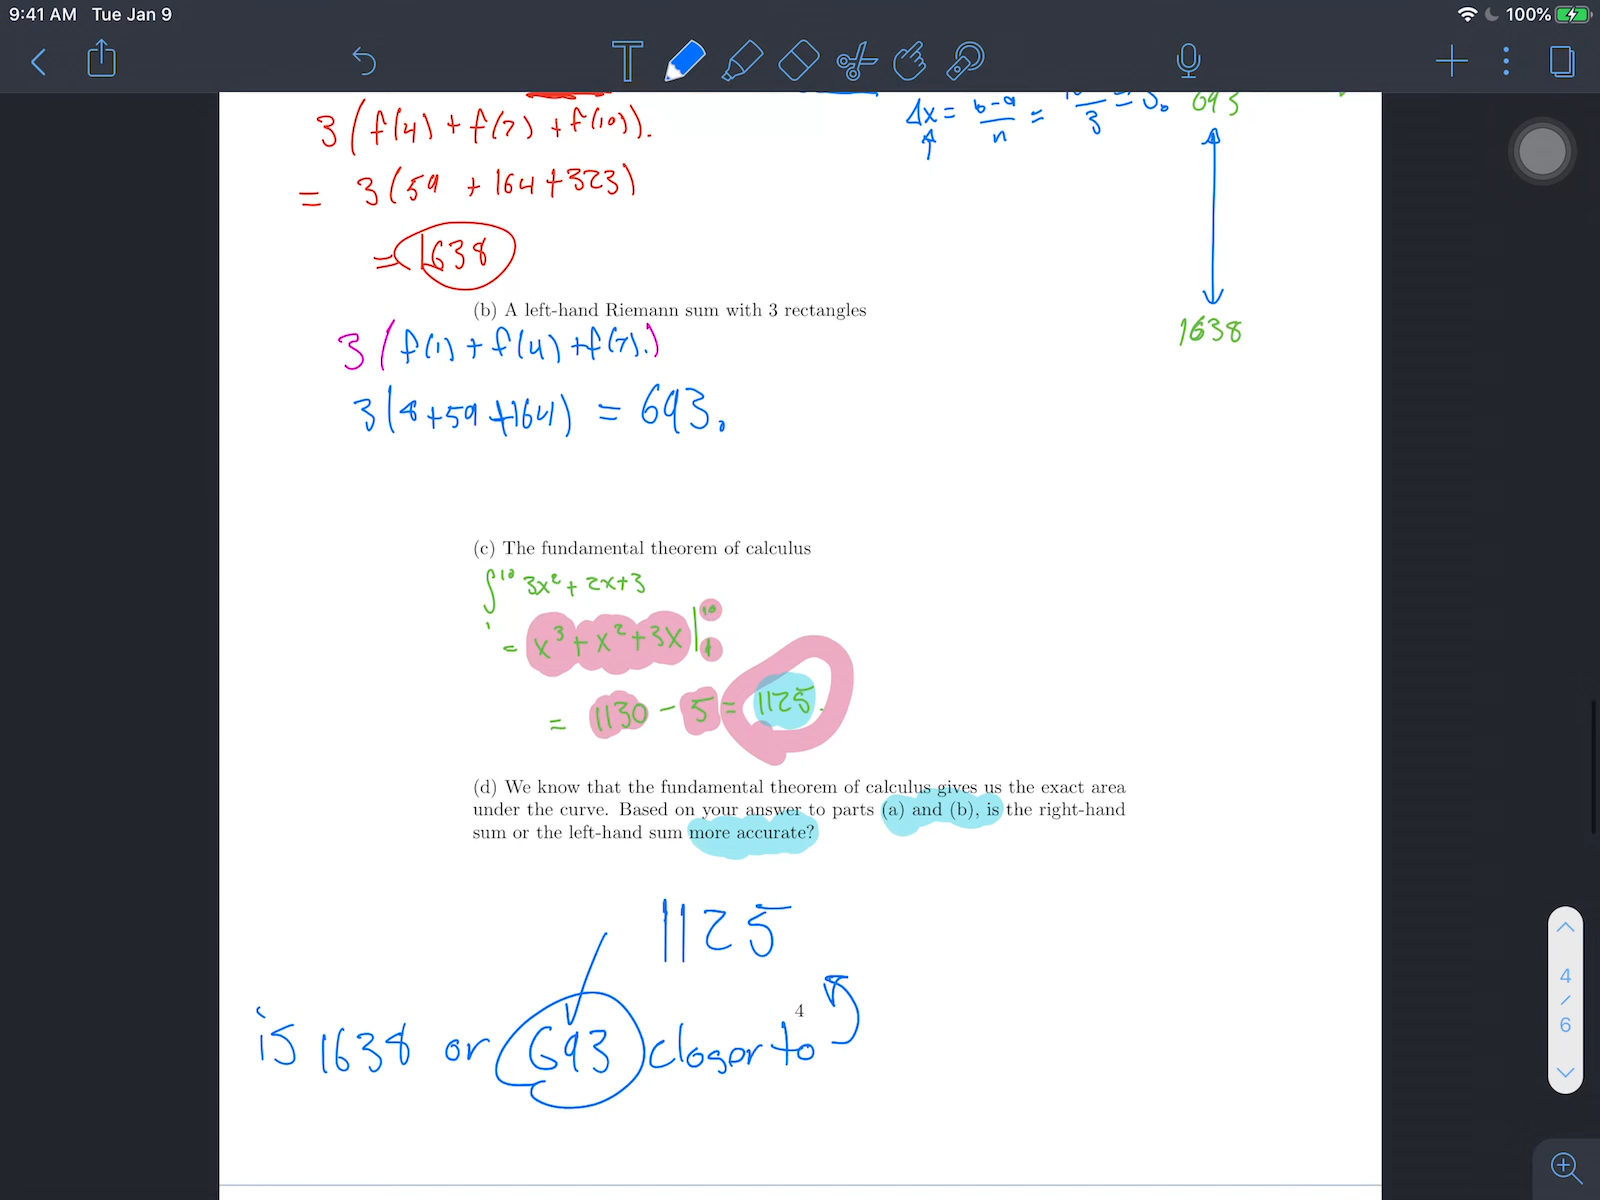 9:41 AM Tue Jan 9
100%
T
3 (f(4) + f(7) + f(10)).
Δx = b-a/n = /3 = 3. 693
= 3(59 + 164 + 323)
= 1638
(b) A left-hand Riemann sum with 3 rectangles
1638
3 (f(1) + f(4) + f(7).)
3(8+59+164) = 693.
(c) The fundamental theorem of calculus
∫₁¹⁰ 3x² + 2x+3
= x³ + x² + 3x |₁¹⁰
= 1130 - 5 = 1125.
(d) We know that the fundamental theorem of calculus gives us the exact area
under the curve. Based on your answer to parts (a) and (b), is the right-hand
sum or the left-hand sum more accurate?
1125
4
is 1638 or 693 closer to
4
/
6